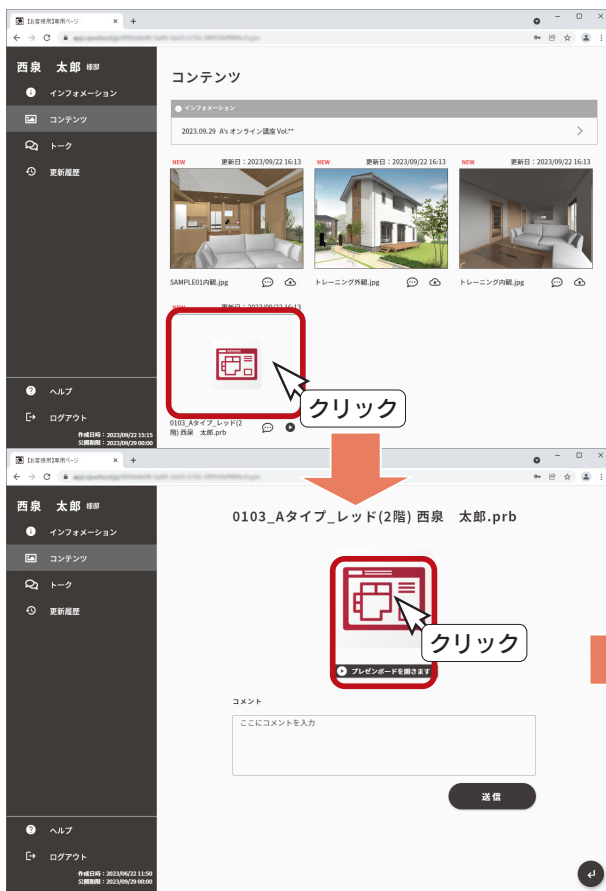 【お客様用】専用ページ
西泉　太郎 様邸
インフォメーション
コンテンツ
トーク
更新履歴
ヘルプ
ログアウト
作成日時：2023/09/22 15:15
公開期限：2023/09/29 00:00
コンテンツ
インフォメーション
2023.09.29 A's オンライン講座 Vol.**
NEW 更新日：2023/09/22 16:13
NEW 更新日：2023/09/22 16:13
NEW 更新日：2023/09/22 16:13
SAMPLE01内観.jpg
トレーニング外観.jpg
トレーニング内観.jpg
NEW 更新日：2023/09/22 16:13
クリック
0103_Aタイプ_レッド(2
階) 西泉　太郎.prb
【お客様用】専用ページ
西泉　太郎 様邸
インフォメーション
コンテンツ
トーク
更新履歴
ヘルプ
ログアウト
作成日時：2023/06/22 11:50
公開期限：2023/09/29 00:00
0103_Aタイプ_レッド(2階) 西泉　太郎.prb
クリック
プレゼンボードを開きます
コメント
ここにコメントを入力
送信